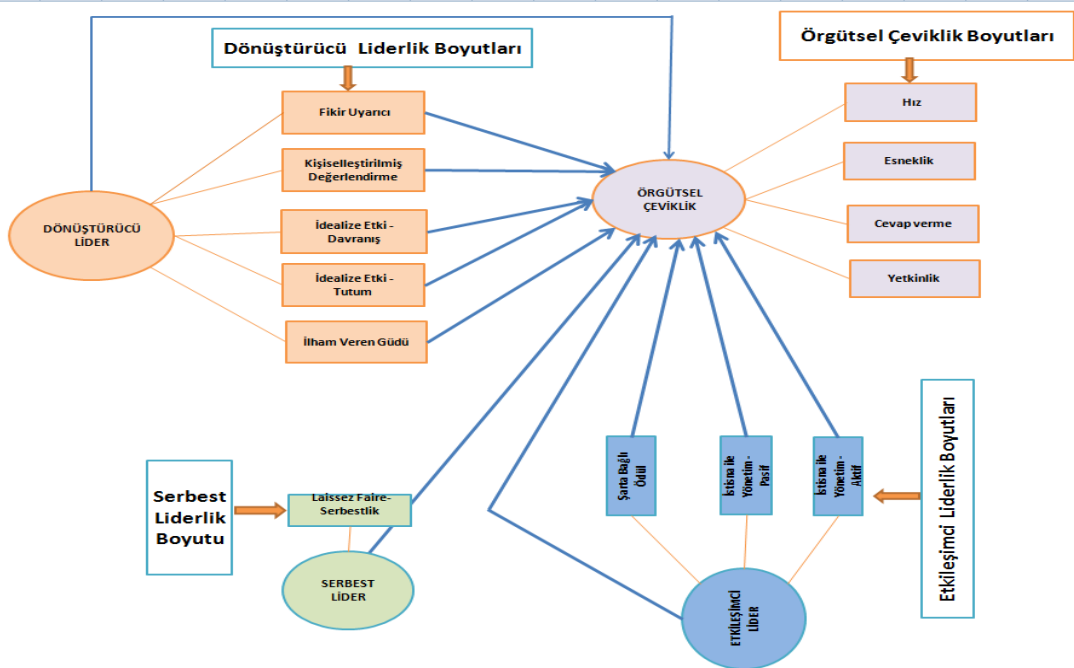 Dönüştürücü Liderlik Boyutları
Örgütsel Çeviklik Boyutları
Fikir Uyarıcı
Kişiselleştirilmiş
Değerlendirme
İdealize Etki -
Davranış
İdealize Etki -
Tutum
İlham Veren Güdü
DÖNÜŞTÜRÜCÜ
LİDER
ÖRGÜTSEL
ÇEVİKLİK
Hız
Esneklik
Cevap verme
Yetkinlik
Serbest
Liderlik
Boyutu
Laissez Faire-
Serbestlik
SERBEST
LİDER
Şarta Bağlı
Ödül
İstisna ile
Yönetim -
Pasif
İstisna ile
Yönetim -
Aktif
Etkileşimci Liderlik Boyutları
ETKİLEŞİMCİ
LİDER